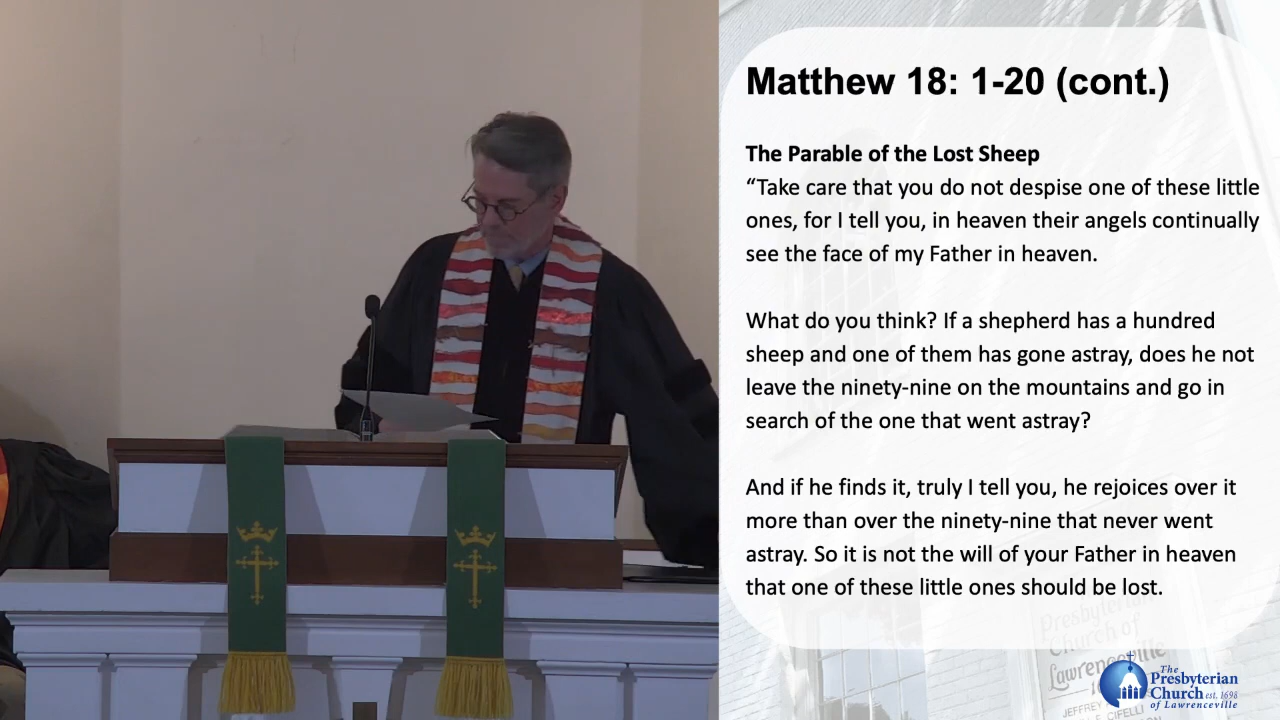 Matthew 18: 1-20 (cont.)
The Parable of the Lost Sheep
“Take care that you do not despise one of these little
ones, for I tell you, in heaven their angels continually
see the face of my Father in heaven.
What do you think? If a shepherd has a hundred
sheep and one of them has gone astray, does he not
leave the ninety-nine on the mountains and go in
search of the one that went astray?
And if he finds it, truly I tell you, he rejoices over it
more than over the ninety-nine that never went
astray. So it is not the will of your Father in heaven
that one of these little ones should be lost.
Presbyterian
Church of
Lawrenceville
JEFFREY
CIFELLI
The
Presbyterian
Church est. 1698
of Lawrenceville